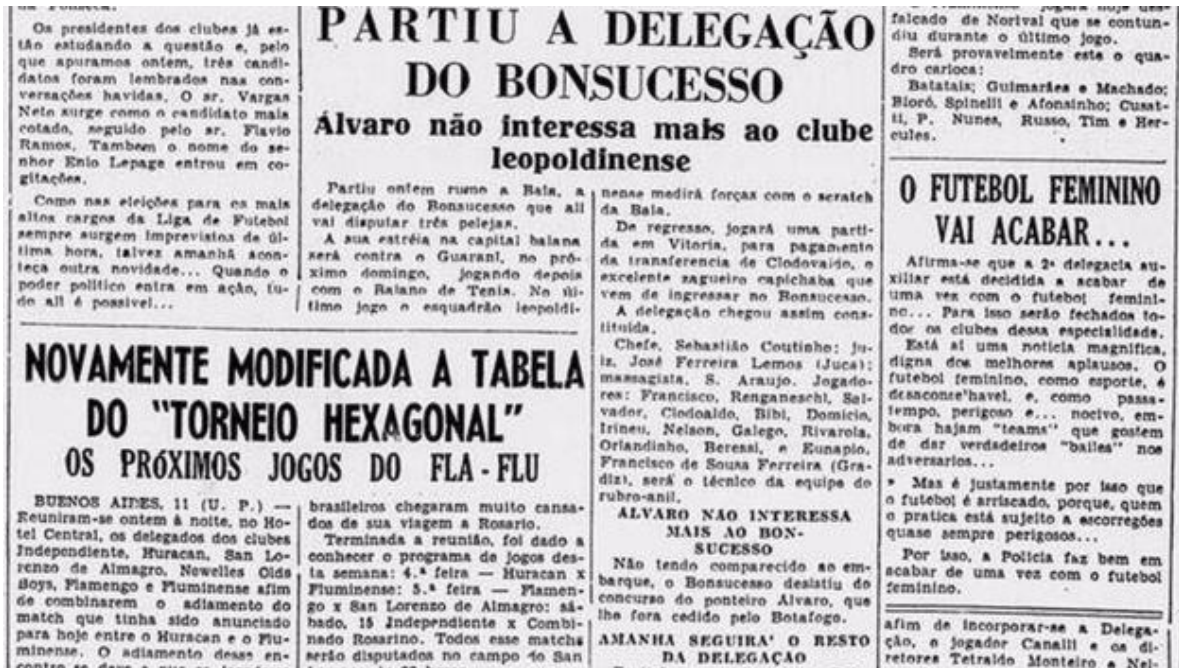 da Fonseca.
Os presidentes dos clubes já es-
tão estudando a questão e, pelo
que apuramos ontem, três candi-
datos foram lembrados nas con-
versações havidas. O sr. Vargas
Neto surge como o candidato mais
cotado, seguido pelo sr. Flavio
Ramos. Tambem o nome do se-
nhor Enio Lepage entrou em co-
gitações.
Como nas eleições para os mais
altos cargos da Liga de Futebol
sempre surgem imprevistos de úl-
tima hora, talvez amanhã acon-
teça outra novidade... Quando o
poder politico entra em ação, tu-
do ali é possivel...
PARTIU A DELEGAÇÃO
DO BONSUCESSO
Álvaro não interessa mais ao clube
leopoldinense
Partiu ontem rumo a Baía, a
delegação do Bonsucesso que ali
vai disputar três pelejas.
A sua estréia na capital baiana
será contra o Guaraní, no pró-
ximo domingo, jogando depois
com o Baiano de Tenis. No úl-
timo jogo o esquadrão leopoldi-
nense medirá forças com o scratch
da Baía.
De regresso, jogará uma parti-
da em Vitoria, para pagamento
da transferencia de Clodovaldo, o
excelente zagueiro capichaba que
vem de ingressar no Bonsucesso.
A delegação chegou assim cons-
tituida.
Chefe, Sebastião Coutinho; ju-
iz, José Ferreira Lemos (Juca);
massagista, S. Araujo. Jogado-
res: Francisco, Renganeschi, Sal-
vador, Clodoaldo, Bibi, Domicio,
Irineu, Nelson, Galego, Rivarola,
Orlandinho, Beressi, e Eunapio,
Francisco de Sousa Ferreira (Gra-
diz), será o técnico da equipe do
rubro-anil.
ALVARO NÃO INTERESSA
MAIS AO BON-
SUCESSO
Não tendo comparecido ao em-
barque, o Bonsucesso desistiu do
concurso do ponteiro Álvaro, que
lhe fora cedido pelo Botafogo.
AMANHA SEGUIRA' O RESTO
DA DELEGAÇÃO
NOVAMENTE MODIFICADA A TABELA
DO "TORNEIO HEXAGONAL"
OS PRÓXIMOS JOGOS DO FLA-FLU
BUENOS AIDES, 11 (U. P.) —
Reuniram-se ontem à noite, no Ho-
tel Central, os delegados dos clubes
Independiente, Huracan, San Lo-
renzo de Almagro, Newelles Olds
Boys, Flamengo e Fluminense afim
de combinarem o adiamento do
match que tinha sido anunciado
para hoje entre o Huracan e o Flu-
minense. O adiamento desse en-
brasileiros chegaram muito cansa-
dos de sua viagem a Rosario.
Terminada a reunião, foi dado a
conhecer o programa de jogos des-
ta semana: 4.ª feira — Huracan x
Fluminense: 5.ª feira — Flamen-
go x San Lorenzo de Almagro: sá-
bado, 15 Independiente x Combi-
nado Rosarino. Todos esse matchs
serão disputados no campo do San
jogará hoje des-
falcado de Norival que se contun-
diu durante o último jogo.
Será provavelmente este o qua-
dro carioca:
Batatais; Guimarães e Machado;
Bioró, Spinelli e Afonsinho; Cusat-
ti, P. Nunes, Russo, Tim e Her-
cules.
O FUTEBOL FEMININO
VAI ACABAR...
Afirma-se que a 2ª delegacia au-
xiliar está decidida a acabar de
uma vez com o futebol femini-
no... Para isso serão fechados to-
dor os clubes dessa especialidade.
Está aí uma noticia magnifica,
digna dos melhores aplausos. O
futebol feminino, como esporte, é
desaconse'havel, e, como passa-
tempo, perigoso e... nocivo, em-
bora hajam "teams" que gostem
de dar verdadeiros "bailes" nos
adversarios...
Mas é justamente por isso que
o futebol é arriscado, porque, quem
o pratica está sujeito a escorregões
quase sempre perigosos...
Por isso, a Policia faz bem em
acabar de uma vez com o futebol
feminino.
afim de incorporar-se a Delega-
ção, o jogador Canalli e os di-
retores Tetraldo Monteiro e Nel-